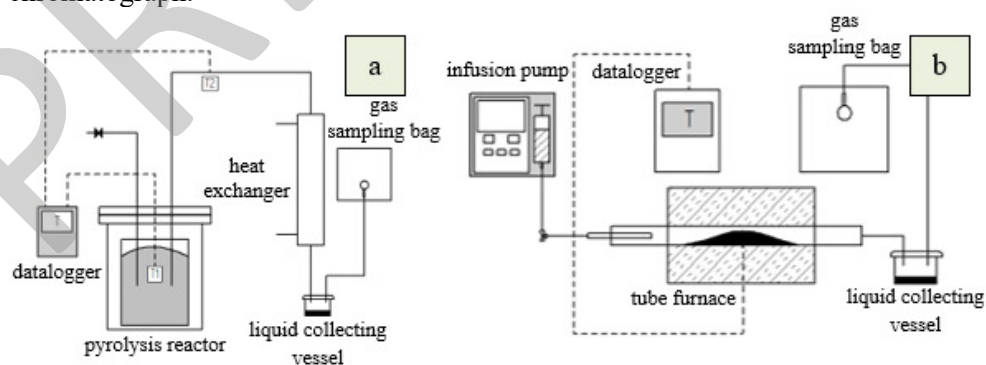 a
gas
sampling bag
T2
heat
exchanger
T
datalogger
T1
pyrolysis reactor
liquid collecting
vessel
gas
sampling bag
b
infusion pump
datalogger
T
tube furnace
liquid collecting
vessel